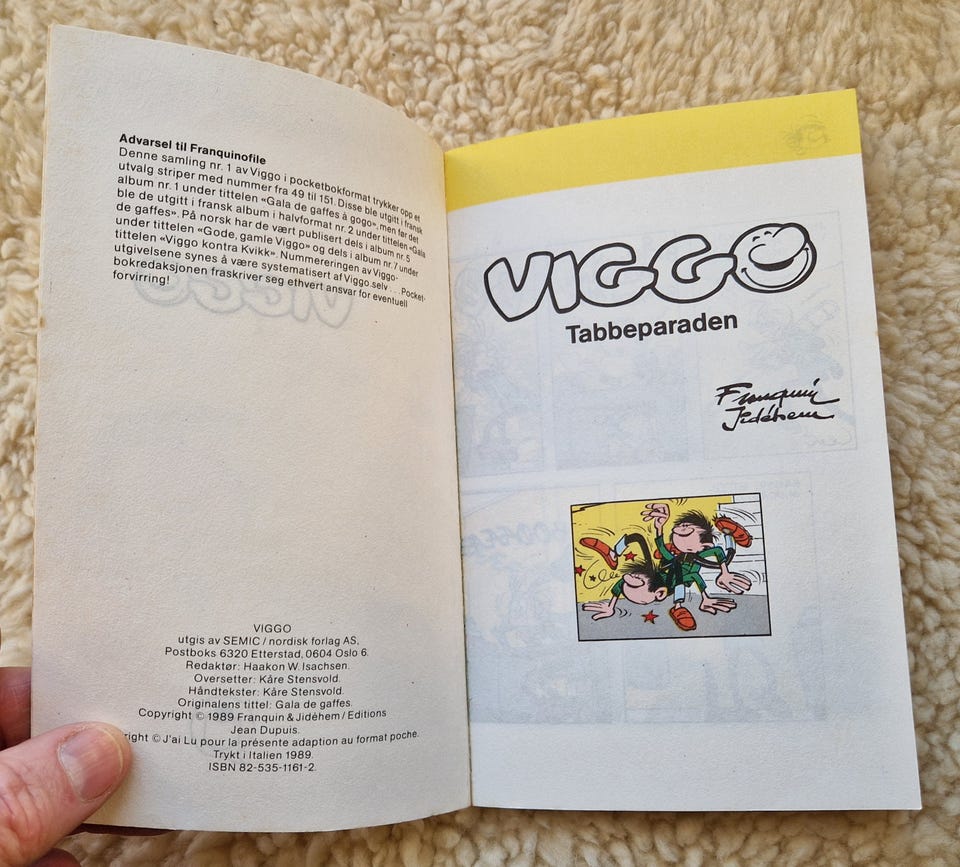 Advarsel til Franquinofile
Denne samling nr. 1 av Viggo i pocketbokformat trykker opp et
utvalg striper med nummer fra 49 til 151. Disse ble utgitt i fransk
album nr. 1 under tittelen «Gala de gaffes à gogo», men før det
ble de utgitt i fransk album i halvformat nr. 2 under tittelen «Gala
de gaffes». På norsk har de vært publisert dels i album nr. 5
under tittelen «Gode, gamle Viggo» og dels i album nr. 7 under
tittelen «Viggo kontra Kvikk». Nummereringen av Viggo-
utgivelsene synes å være systematisert af Viggo selv . . . Pocket-
bokredaksjonen fraskriver seg ethvert ansvar for eventuell
forvirring!
VIGGO
utgis av SEMIC / nordisk forlag AS,
Postboks 6320 Etterstad, 0604 Oslo 6.
Redaktør: Haakon W. Isachsen.
Oversetter: Kåre Stensvold.
Håndtekster: Kåre Stensvold.
Originalens tittel: Gala de gaffes.
Copyright © 1989 Franquin & Jidéhem / Editions
Jean Dupuis.
right © J'ai Lu pour la présente adaption au format poche.
Trykt i Italien 1989.
ISBN 82-535-1161-2.
VIGGO
Tabbeparaden
Franquin
Jidéhem